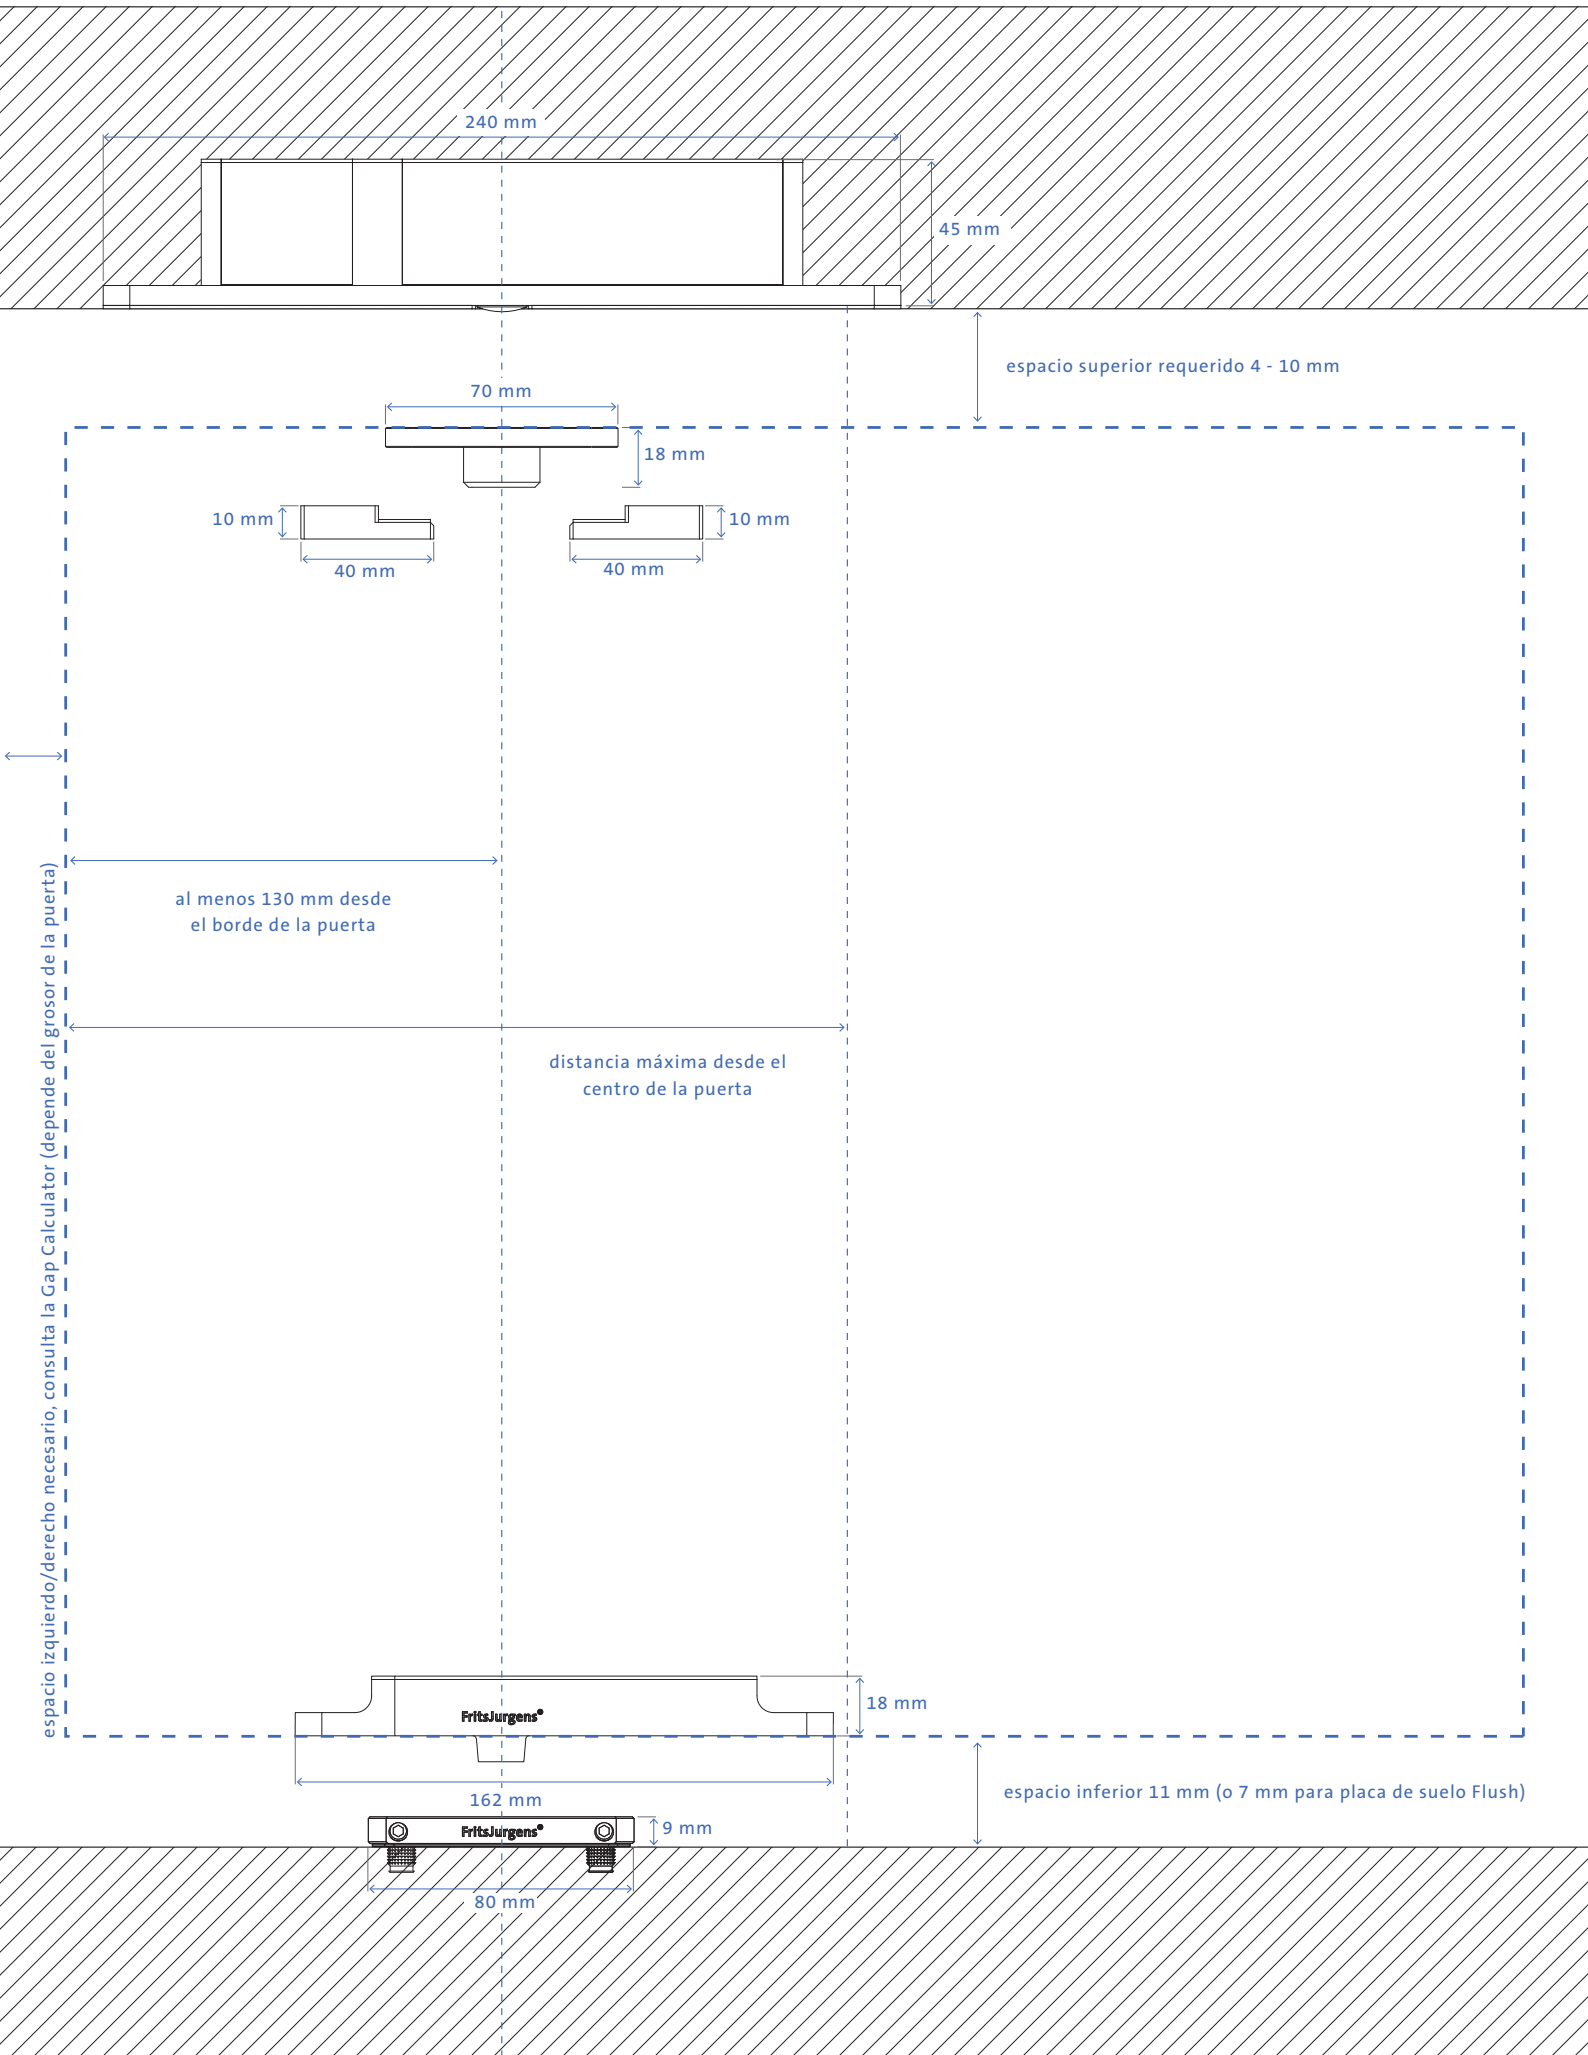 240 mm
45 mm
espacio superior requerido 4 - 10 mm
70 mm
18 mm
10 mm
10 mm
40 mm
40 mm
al menos 130 mm desde
el borde de la puerta
distancia máxima desde el
centro de la puerta
espacio izquierdo/derecho necesario, consulta la Gap Calculator (depende del grosor de la puerta)
18 mm
FritsJurgens®
espacio inferior 11 mm (o 7 mm para placa de suelo Flush)
162 mm
FritsJurgens®
9 mm
80 mm